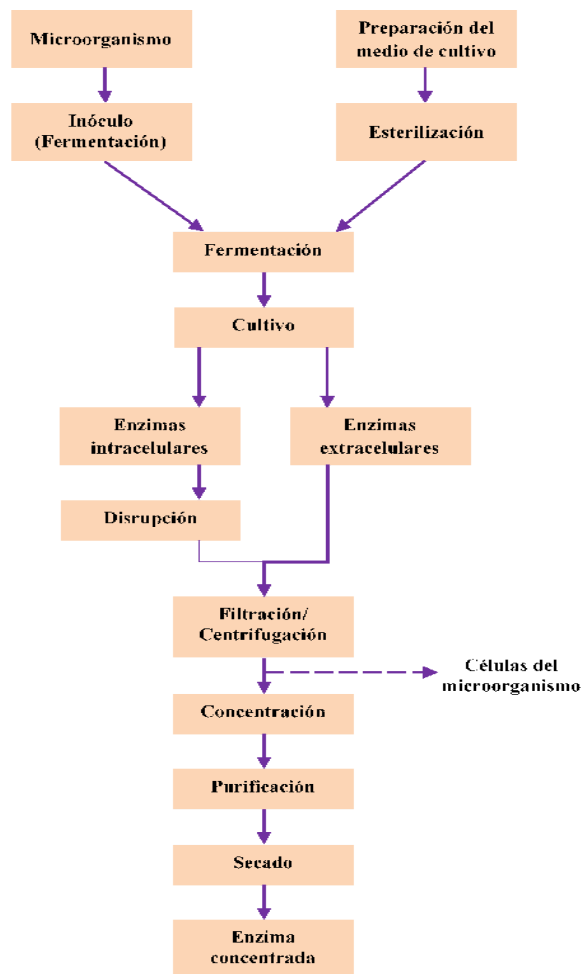 Microorganismo
Preparación del
medio de cultivo
Inóculo
(Fermentación)
Esterilización
Fermentación
Cultivo
Enzimas
intracelulares
Enzimas
extracelulares
Disrupción
Filtración/
Centrifugación
Células del
microorganismo
Concentración
Purificación
Secado
Enzima
concentrada